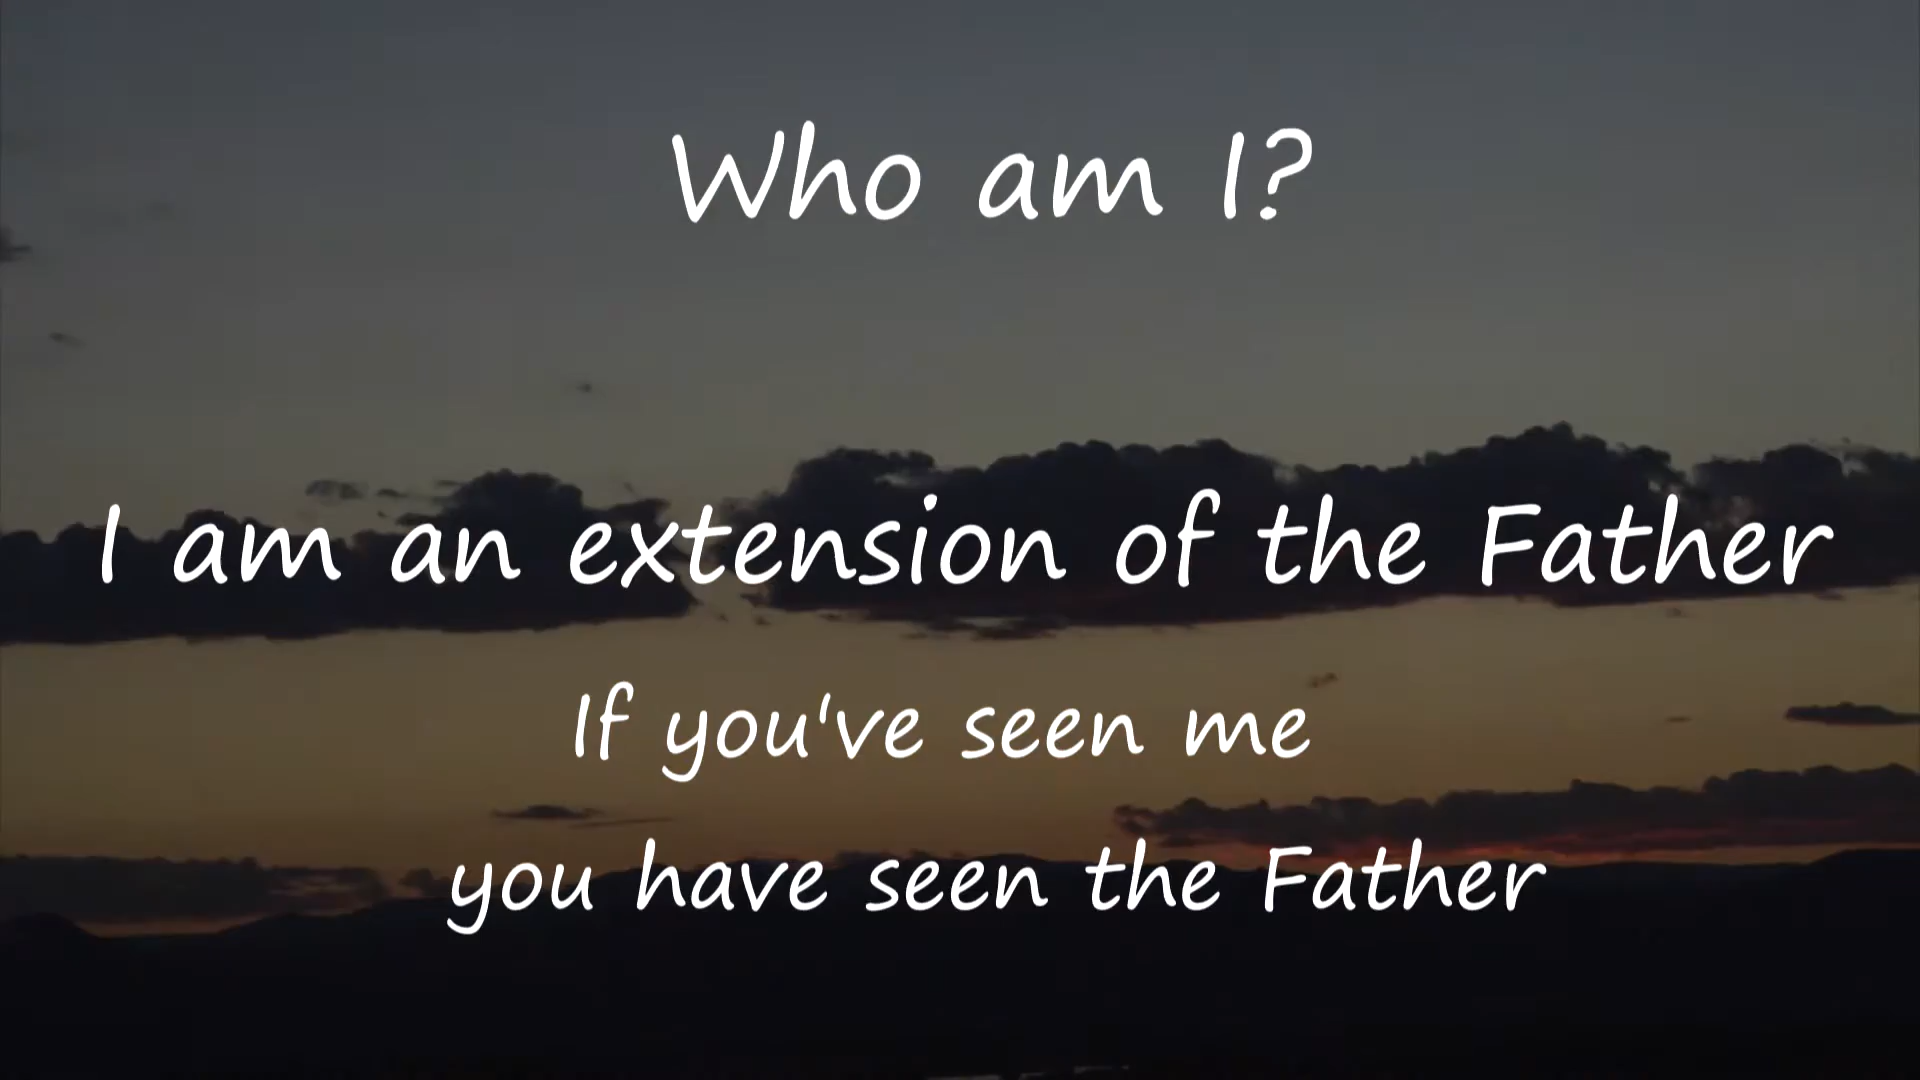 Who am I?
I am an extension of the Father
If you've seen me
you have seen the Father